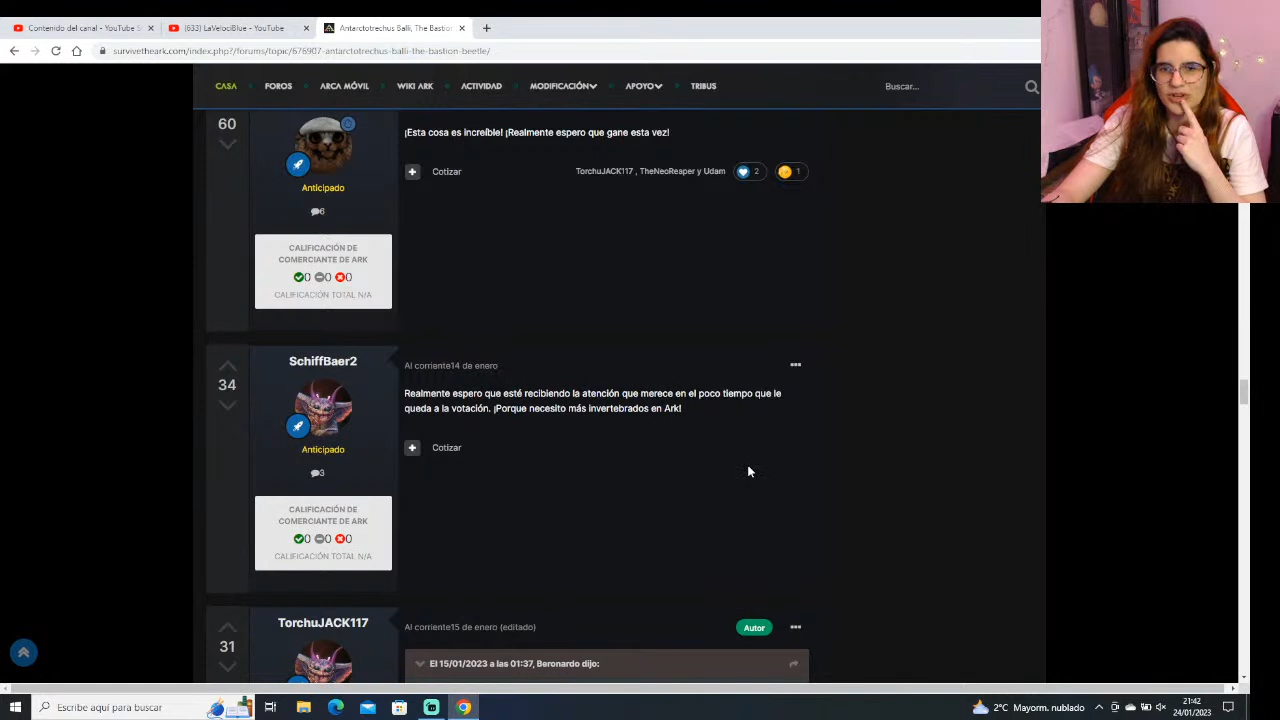 Contenido del canal - YouTube S
(633) LaVelociBlue - YouTube
Antarctotrechus Balli, The Bastion
survivetheark.com/index.php?/forums/topic/676907-antarctotrechus-balli-the-bastion-beetle/
CASA FOROS ARCA MÓVIL WIKI ARK ACTIVIDAD MODIFICACIÓN APOYO TRIBUS Buscar...
60
¡Esta cosa es increíble! ¡Realmente espero que gane esta vez!
Cotizar
TorchuJACK117 , TheNeoReaper y Udam 2 1
Anticipado
6
CALIFICACIÓN DE
COMERCIANTE DE ARK
0 0 0
CALIFICACIÓN TOTAL N/A
SchiffBaer2
34
Al corriente14 de enero
Realmente espero que esté recibiendo la atención que merece en el poco tiempo que le
queda a la votación. ¡Porque necesito más invertebrados en Ark!
Cotizar
Anticipado
3
CALIFICACIÓN DE
COMERCIANTE DE ARK
0 0 0
CALIFICACIÓN TOTAL N/A
TorchuJACK117
31
Al corriente15 de enero (editado)
Autor
El 15/01/2023 a las 01:37, Beronardo dijo:
Escribe aquí para buscar
2°C Mayorm. nublado
21:42
24/01/2023